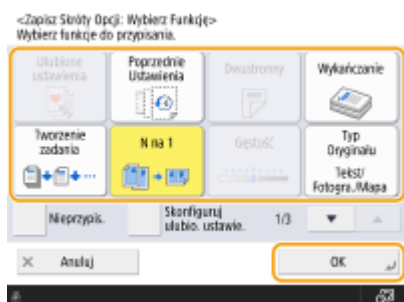 <Zapisz Skróty Opcji: Wybierz Funkcję>
Wybierz funkcje do przypisania.
Ulubione
ustawienia
Poprzednie
Ustawienia
Dwustronny
Wykańczanie
Tworzenie
zadania
N na 1
Gęstość
Typ
Oryginału
Tekst/
Fotogra./Mapa
Nieprzypis.
Skonfiguruj
ulubio. ustawie.
1/3
Anuluj
OK